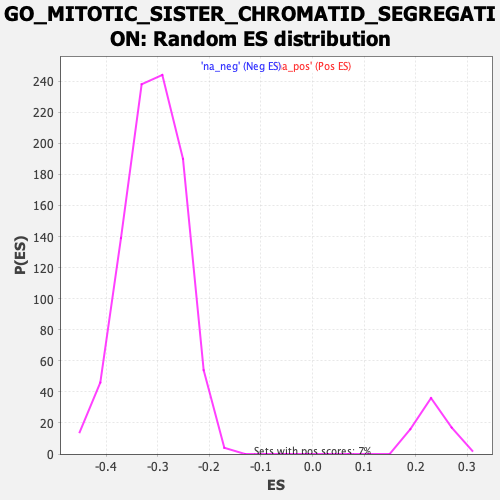 GO_MITOTIC_SISTER_CHROMATID_SEGREGATI
ON: Random ES distribution
'na_neg' (Neg ES)a_pos' (Pos ES)
240
220
200
180
160
140
120
100
80
60
40
20
0
P(ES)
Sets with pos scores: 7%
-0.4 -0.3 -0.2 -0.1 0.0 0.1 0.2 0.3
ES